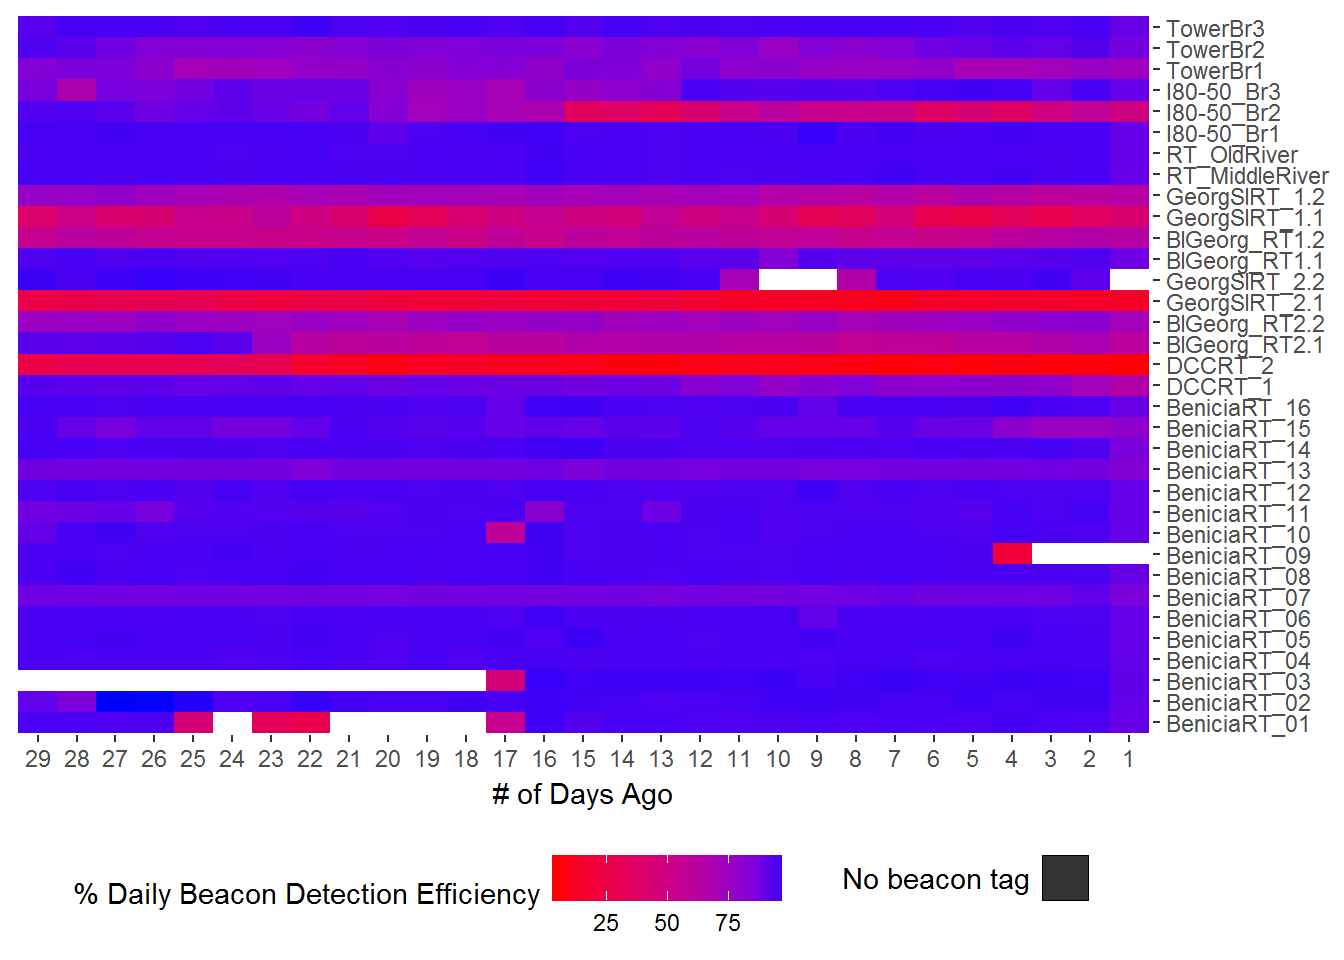 TowerBr3
TowerBr2
TowerBr1
I80-50_Br3
I80-50_Br2
I80-50_Br1
RT_OldRiver
RT_MiddleRiver
GeorgSlRT_1.2
GeorgSlRT_1.1
BlGeorg_RT1.2
BlGeorg_RT1.1
GeorgSlRT_2.2
GeorgSlRT_2.1
BlGeorg_RT2.2
BlGeorg_RT2.1
DCCRT_2
DCCRT_1
BeniciaRT_16
BeniciaRT_15
BeniciaRT_14
BeniciaRT_13
BeniciaRT_12
BeniciaRT_11
BeniciaRT_10
BeniciaRT_09
BeniciaRT_08
BeniciaRT_07
BeniciaRT_06
BeniciaRT_05
BeniciaRT_04
BeniciaRT_03
BeniciaRT_02
BeniciaRT_01
29 28 27 26 25 24 23 22 21 20 19 18 17 16 15 14 13 12 11 10 9 8 7 6 5 4 3 2 1
# of Days Ago
% Daily Beacon Detection Efficiency
25 50 75
No beacon tag